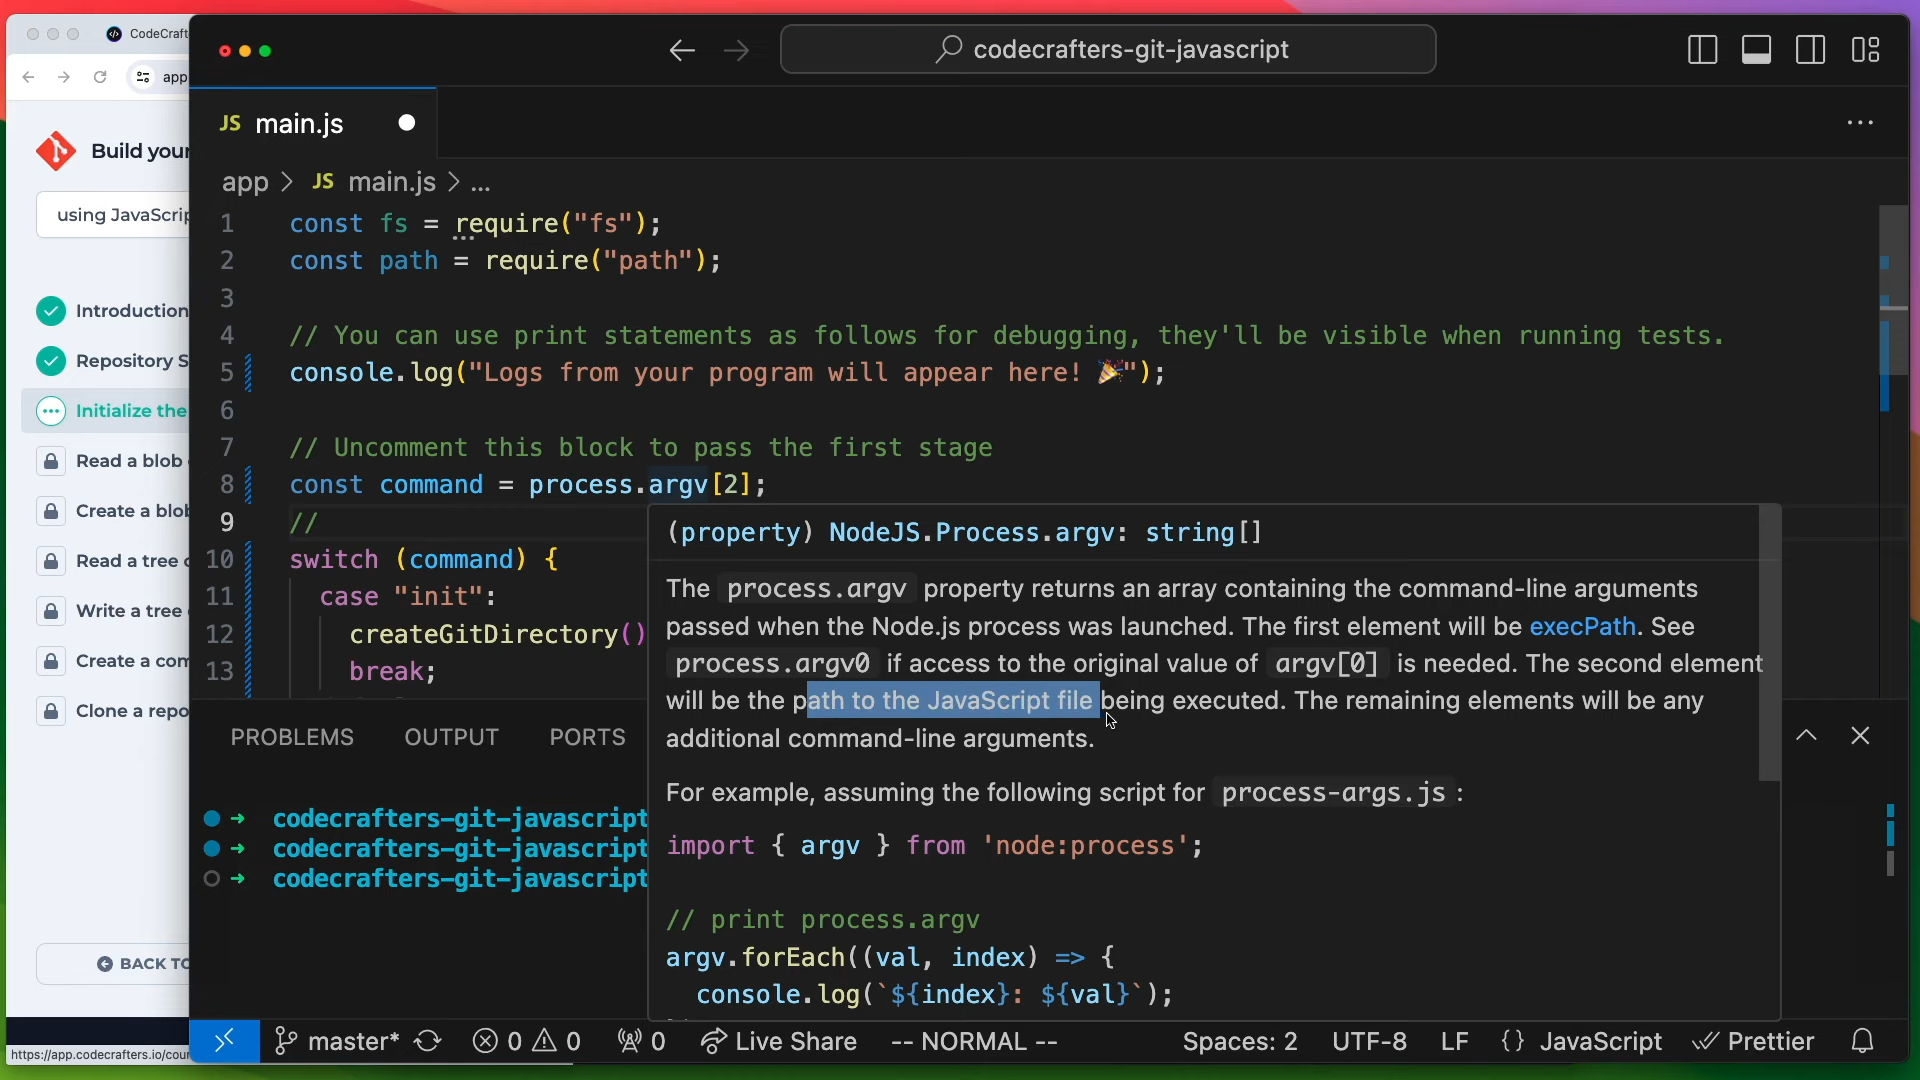 CodeCraft
codecrafters-git-javascript
app
Build your
using JavaScrip
Introduction
Repository S
Initialize the
Read a blob
Create a blob
Read a tree
Write a tree
Create a com
Clone a repo
BACK TO
https://app.codecrafters.io/cour
JS main.js
app > JS main.js > ...
1 const fs = require("fs");
2 const path = require("path");
3
4 // You can use print statements as follows for debugging, they'll be visible when running tests.
5 console.log("Logs from your program will appear here! 🎉");
6
7 // Uncomment this block to pass the first stage
8 const command = process.argv[2];
9 //
10 switch (command) {
11 case "init":
12 createGitDirectory()
13 break;
(property) NodeJS.Process.argv: string[]
The process.argv property returns an array containing the command-line arguments
passed when the Node.js process was launched. The first element will be execPath. See
process.argv0 if access to the original value of argv[0] is needed. The second element
will be the path to the JavaScript file being executed. The remaining elements will be any
additional command-line arguments.
For example, assuming the following script for process-args.js :
import { argv } from 'node:process';
// print process.argv
argv.forEach((val, index) => {
console.log(`${index}: ${val}`);
PROBLEMS OUTPUT PORTS
→ codecrafters-git-javascript
→ codecrafters-git-javascript
→ codecrafters-git-javascript
master* 0 0 0 Live Share -- NORMAL -- Spaces: 2 UTF-8 LF {} JavaScript Prettier